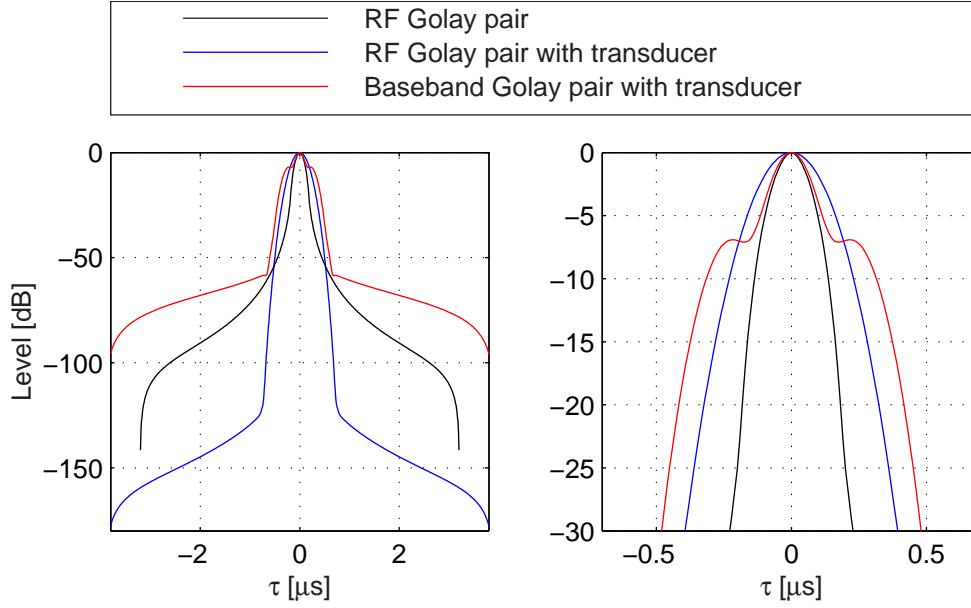 RF Golay pair
RF Golay pair with transducer
Baseband Golay pair with transducer
0
−50
−100
−150
Level [dB]
−2
0
2
τ [μs]
0
−5
−10
−15
−20
−25
−30
−0.5
0
0.5
τ [μs]